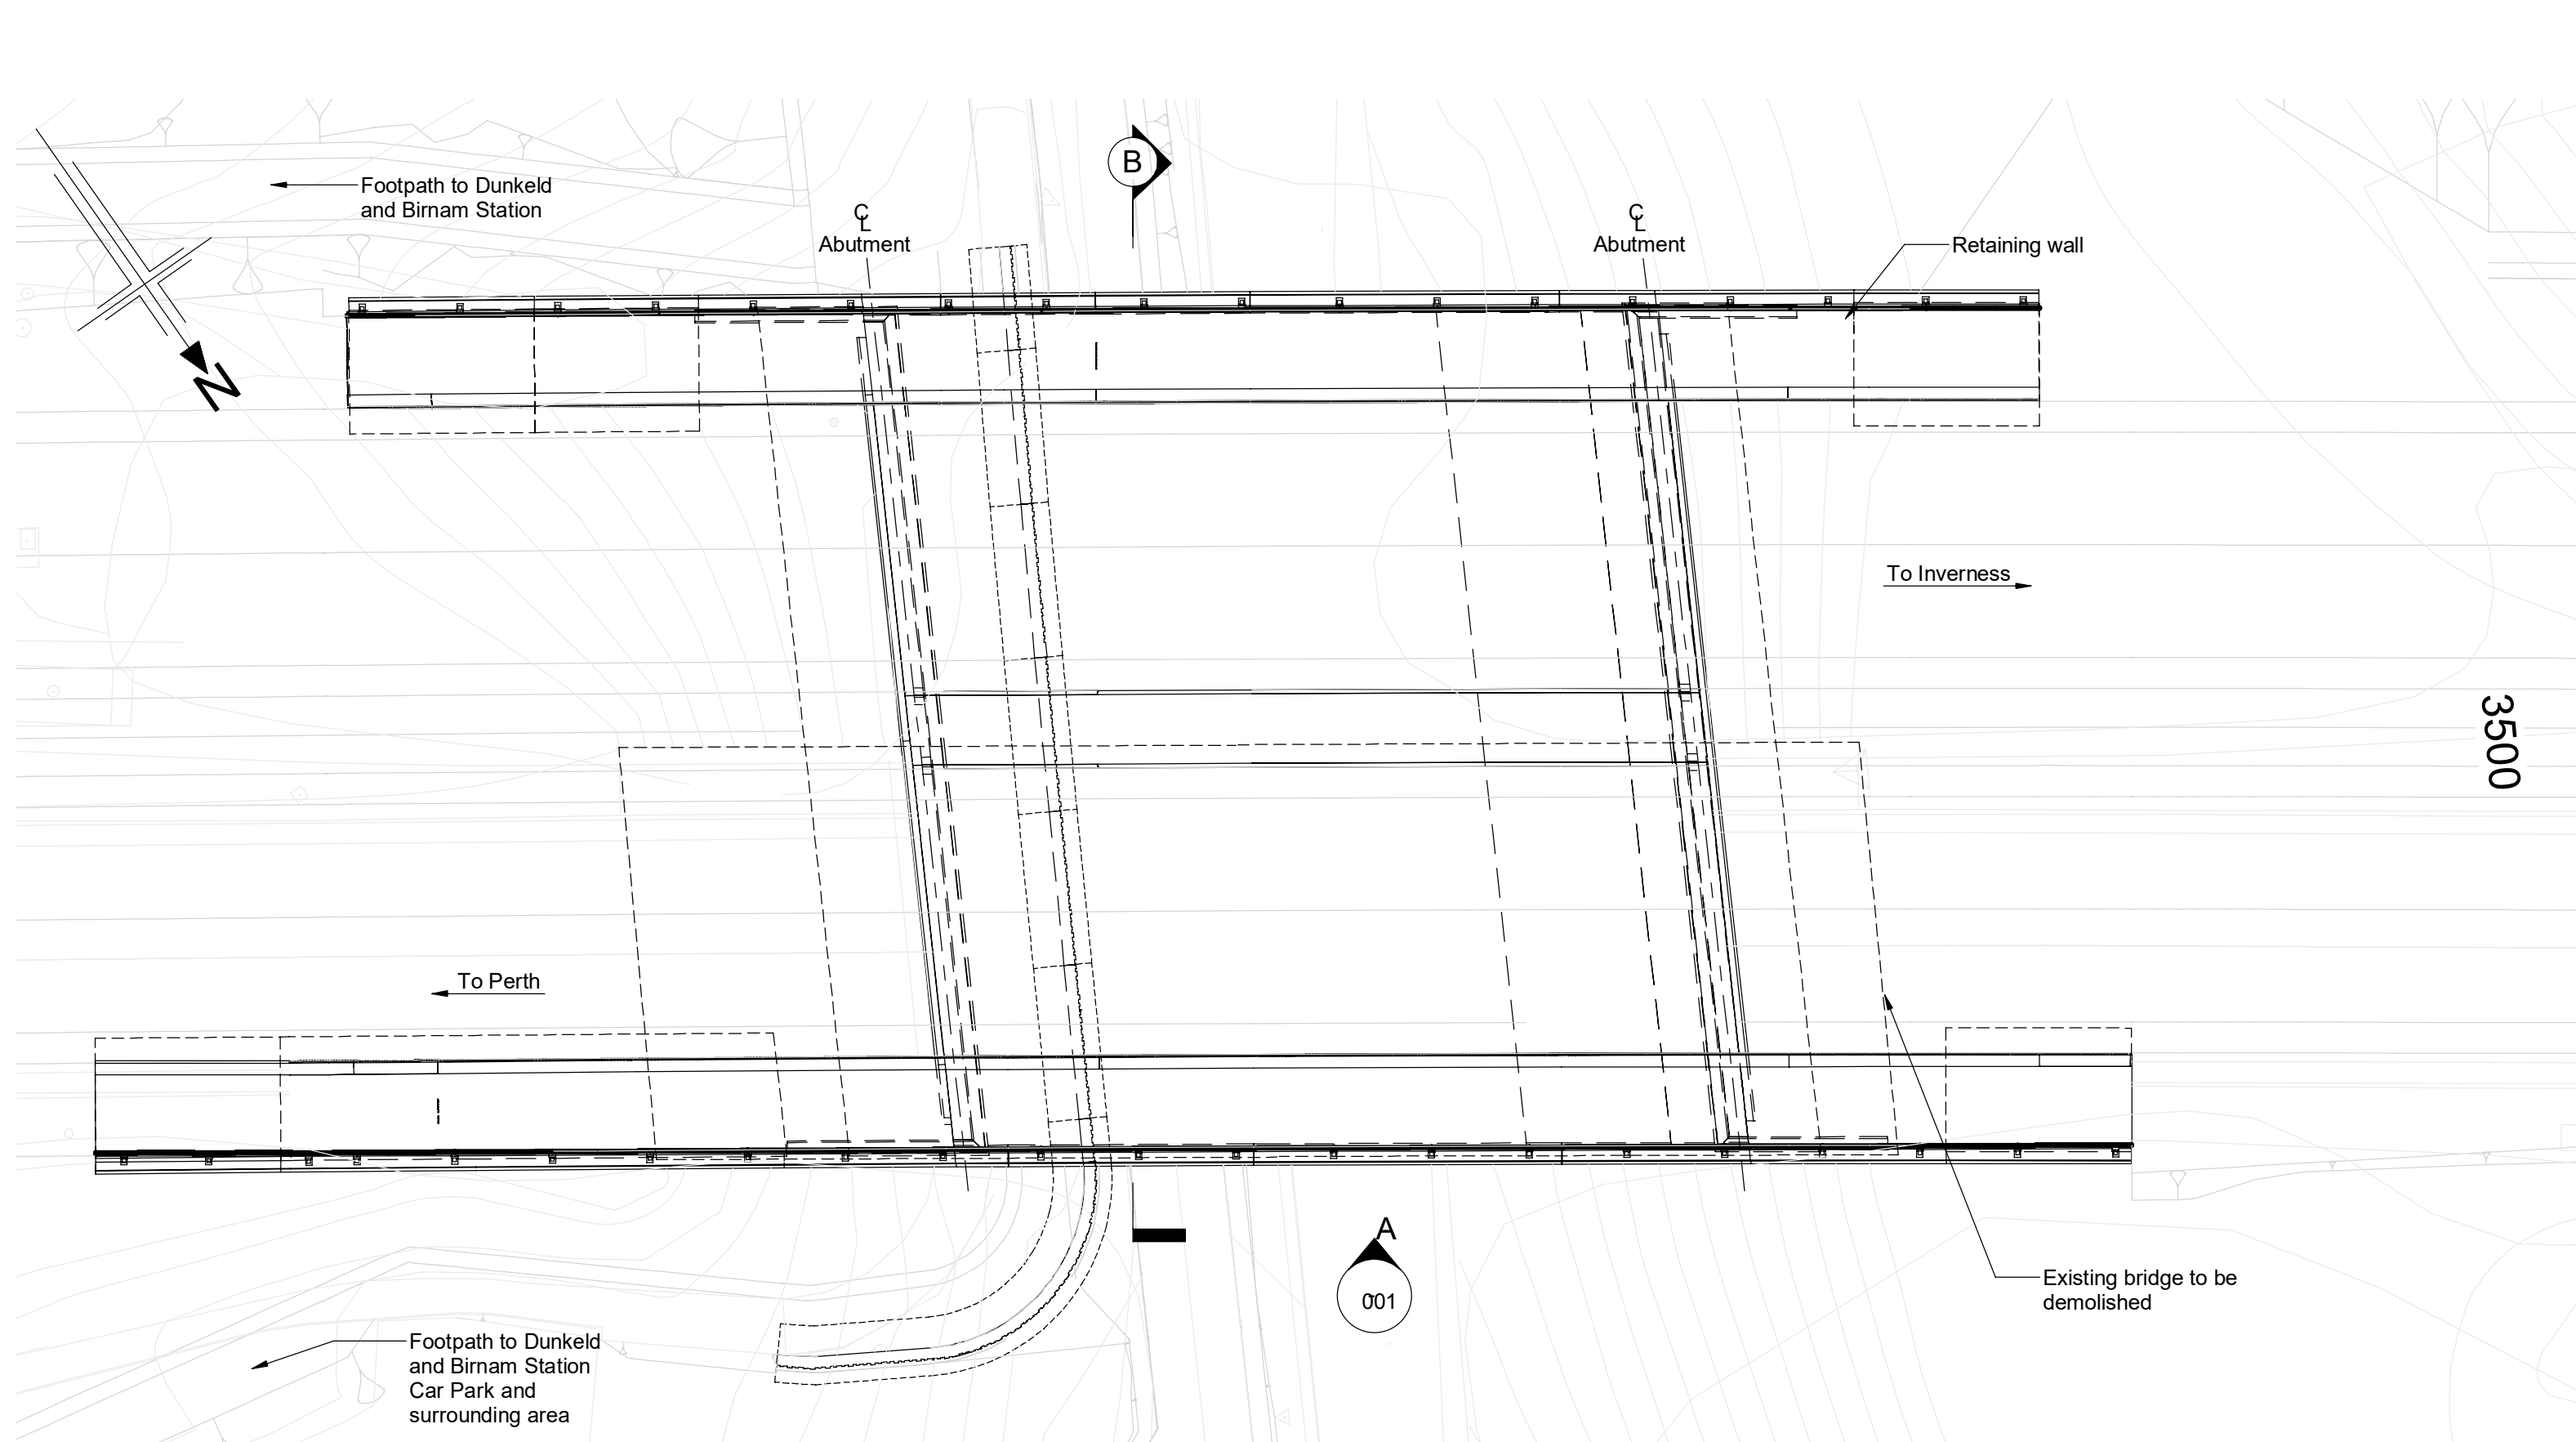 B
Footpath to Dunkeld
and Birnam Station
CL
Abutment
CL
Abutment
Retaining wall
N
To Inverness
3500
To Perth
A
001
Existing bridge to be
demolished
Footpath to Dunkeld
and Birnam Station
Car Park and
surrounding area